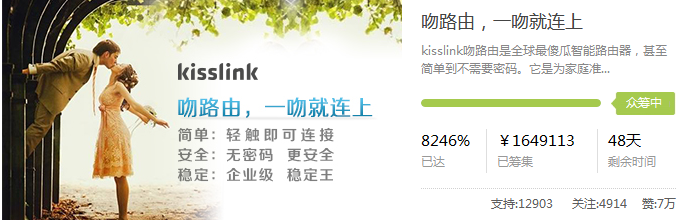 kisslink
吻路由，一吻就连上
简单：轻触即可连接
安全：无密码 更安全
稳定：企业级 稳定王
吻路由，一吻就连上
kisslink吻路由是全球最傻瓜智能路由器，甚至
简单到不需要密码。它是为家庭准...
众筹中
8246% ￥1649113 48天
已达 已筹集 剩余时间
支持:12903 关注:4914 赞:7万